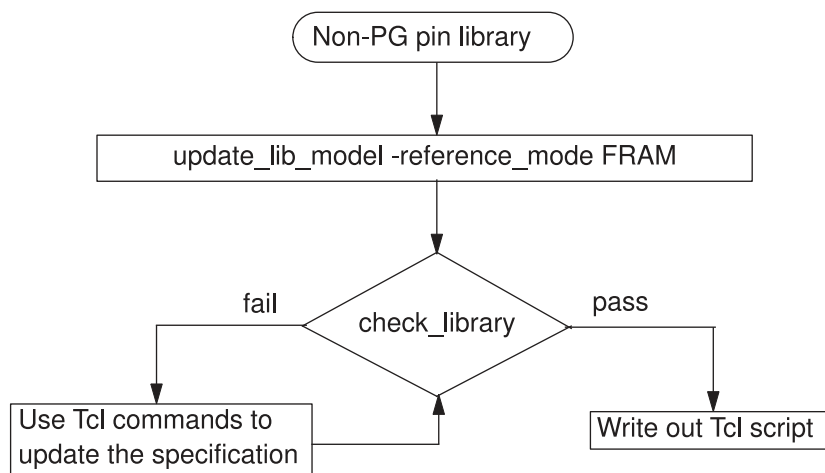 Non-PG pin library
update_lib_model -reference_mode FRAM
fail
pass
check_library
Use Tcl commands to
update the specification
Write out Tcl script